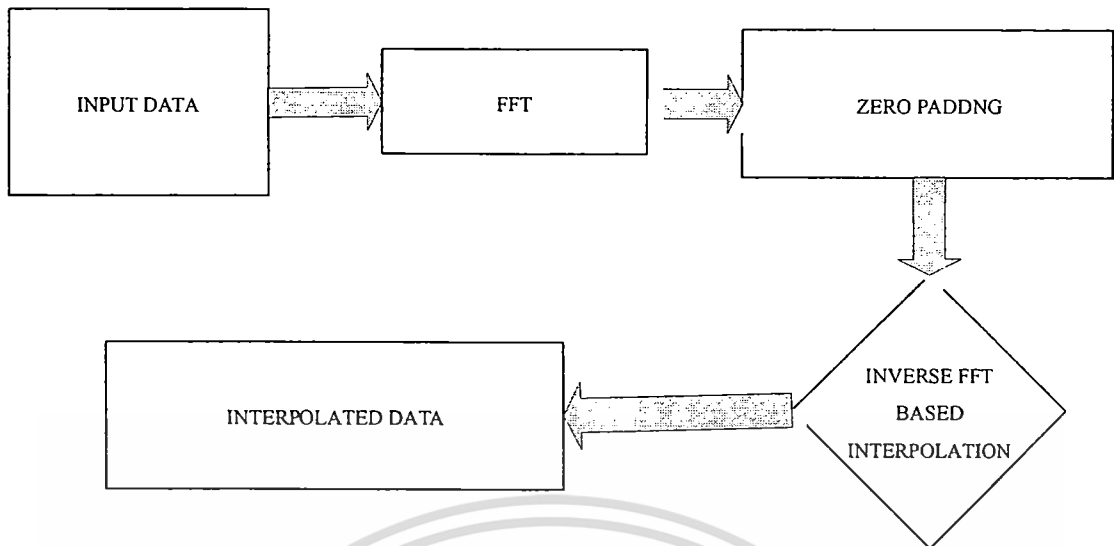 INPUT DATA
FFT
ZERO PADDNG
INVERSE FFT
BASED
INTERPOLATION
INTERPOLATED DATA